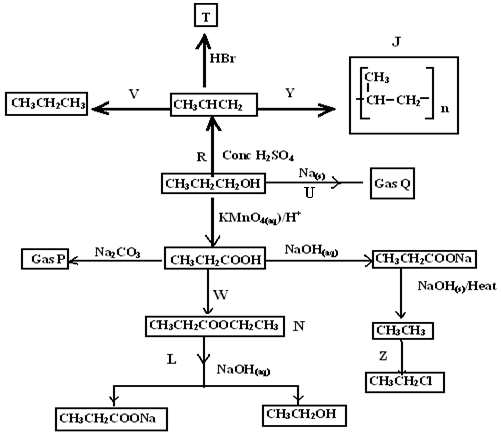 T
HBr
J
CH3CH2CH3
V
CH3CHCH2
Y
CH3
CH
CH2
n
R
Conc H2SO4
CH3CH2CH2OH
Na(s)
U
Gas Q
KMnO4(aq)/H+
Gas P
Na2CO3
CH3CH2COOH
NaOH(aq)
CH3CH2COONa
W
NaOH(s)/Heat
CH3CH2COOCH2CH3
N
CH3CH3
L
NaOH(aq)
Z
CH3CH2Cl
CH3CH2COONa
CH3CH2OH